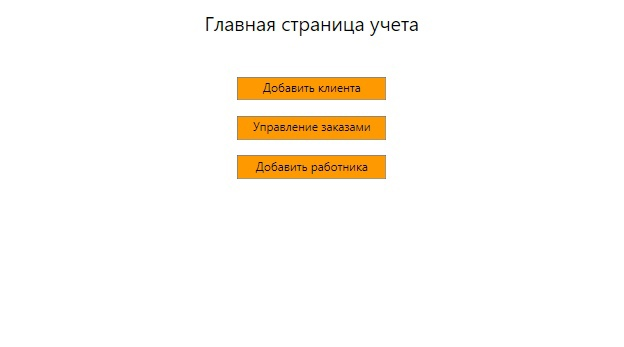 Главная страница учета
Добавить клиента
Управление заказами
Добавить работника